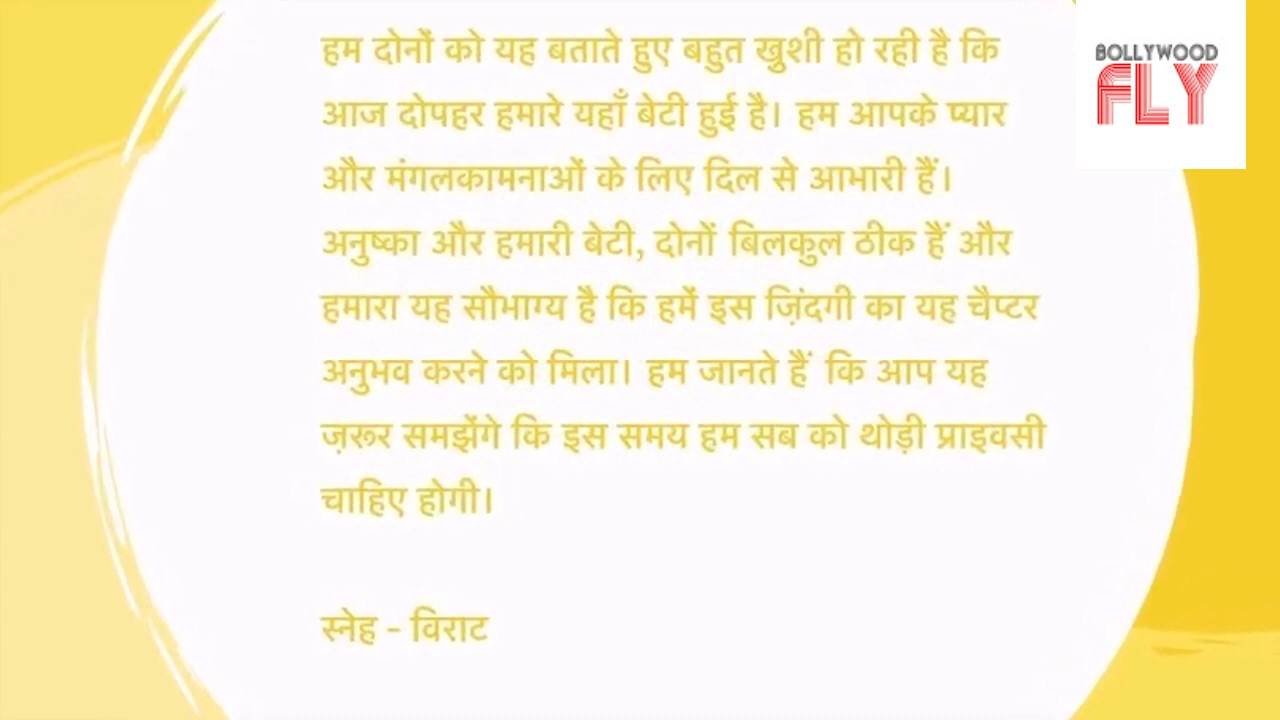 हम दोनों को यह बताते हुए बहुत खुशी हो रही है कि
आज दोपहर हमारे यहाँ बेटी हुई है। हम आपके प्यार
और मंगलकामनाओं के लिए दिल से आभारी हैं।
अनुष्का और हमारी बेटी, दोनों बिलकुल ठीक हैं और
हमारा यह सौभाग्य है कि हमें इस ज़िंदगी का यह चैप्टर
अनुभव करने को मिला। हम जानते हैं कि आप यह
ज़रूर समझेंगे कि इस समय हम सब को थोड़ी प्राइवसी
चाहिए होगी।
स्नेह - विराट
BOLLYWOOD
FLY